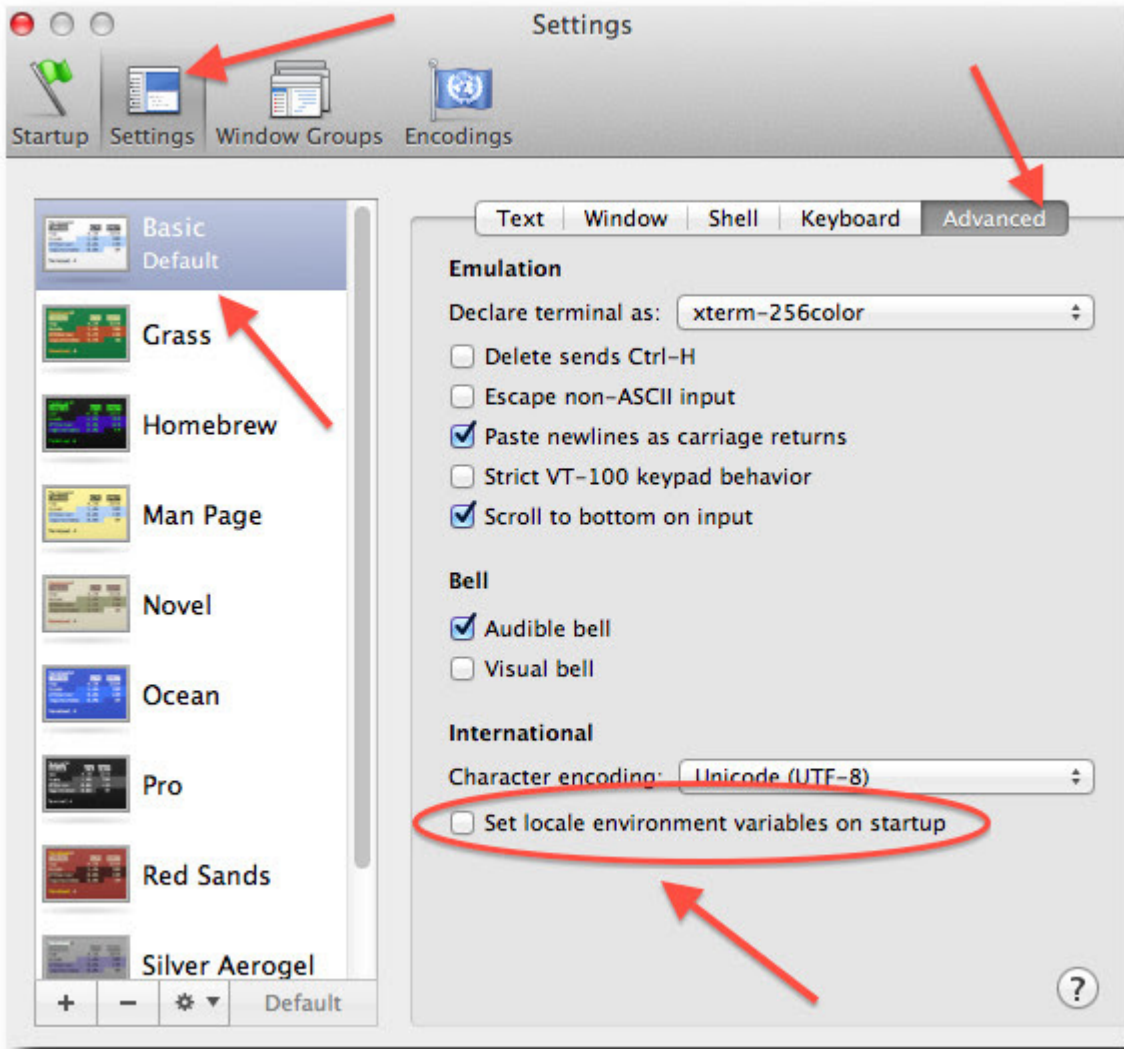 Settings
Startup Settings Window Groups Encodings
Basic
Default
Grass
Homebrew
Man Page
Novel
Ocean
Pro
Red Sands
Silver Aerogel
+ − Default
Text Window Shell Keyboard Advanced
Emulation
Declare terminal as: xterm-256color
Delete sends Ctrl-H
Escape non-ASCII input
Paste newlines as carriage returns
Strict VT-100 keypad behavior
Scroll to bottom on input
Bell
Audible bell
Visual bell
International
Character encoding: Unicode (UTF-8)
Set locale environment variables on startup
?